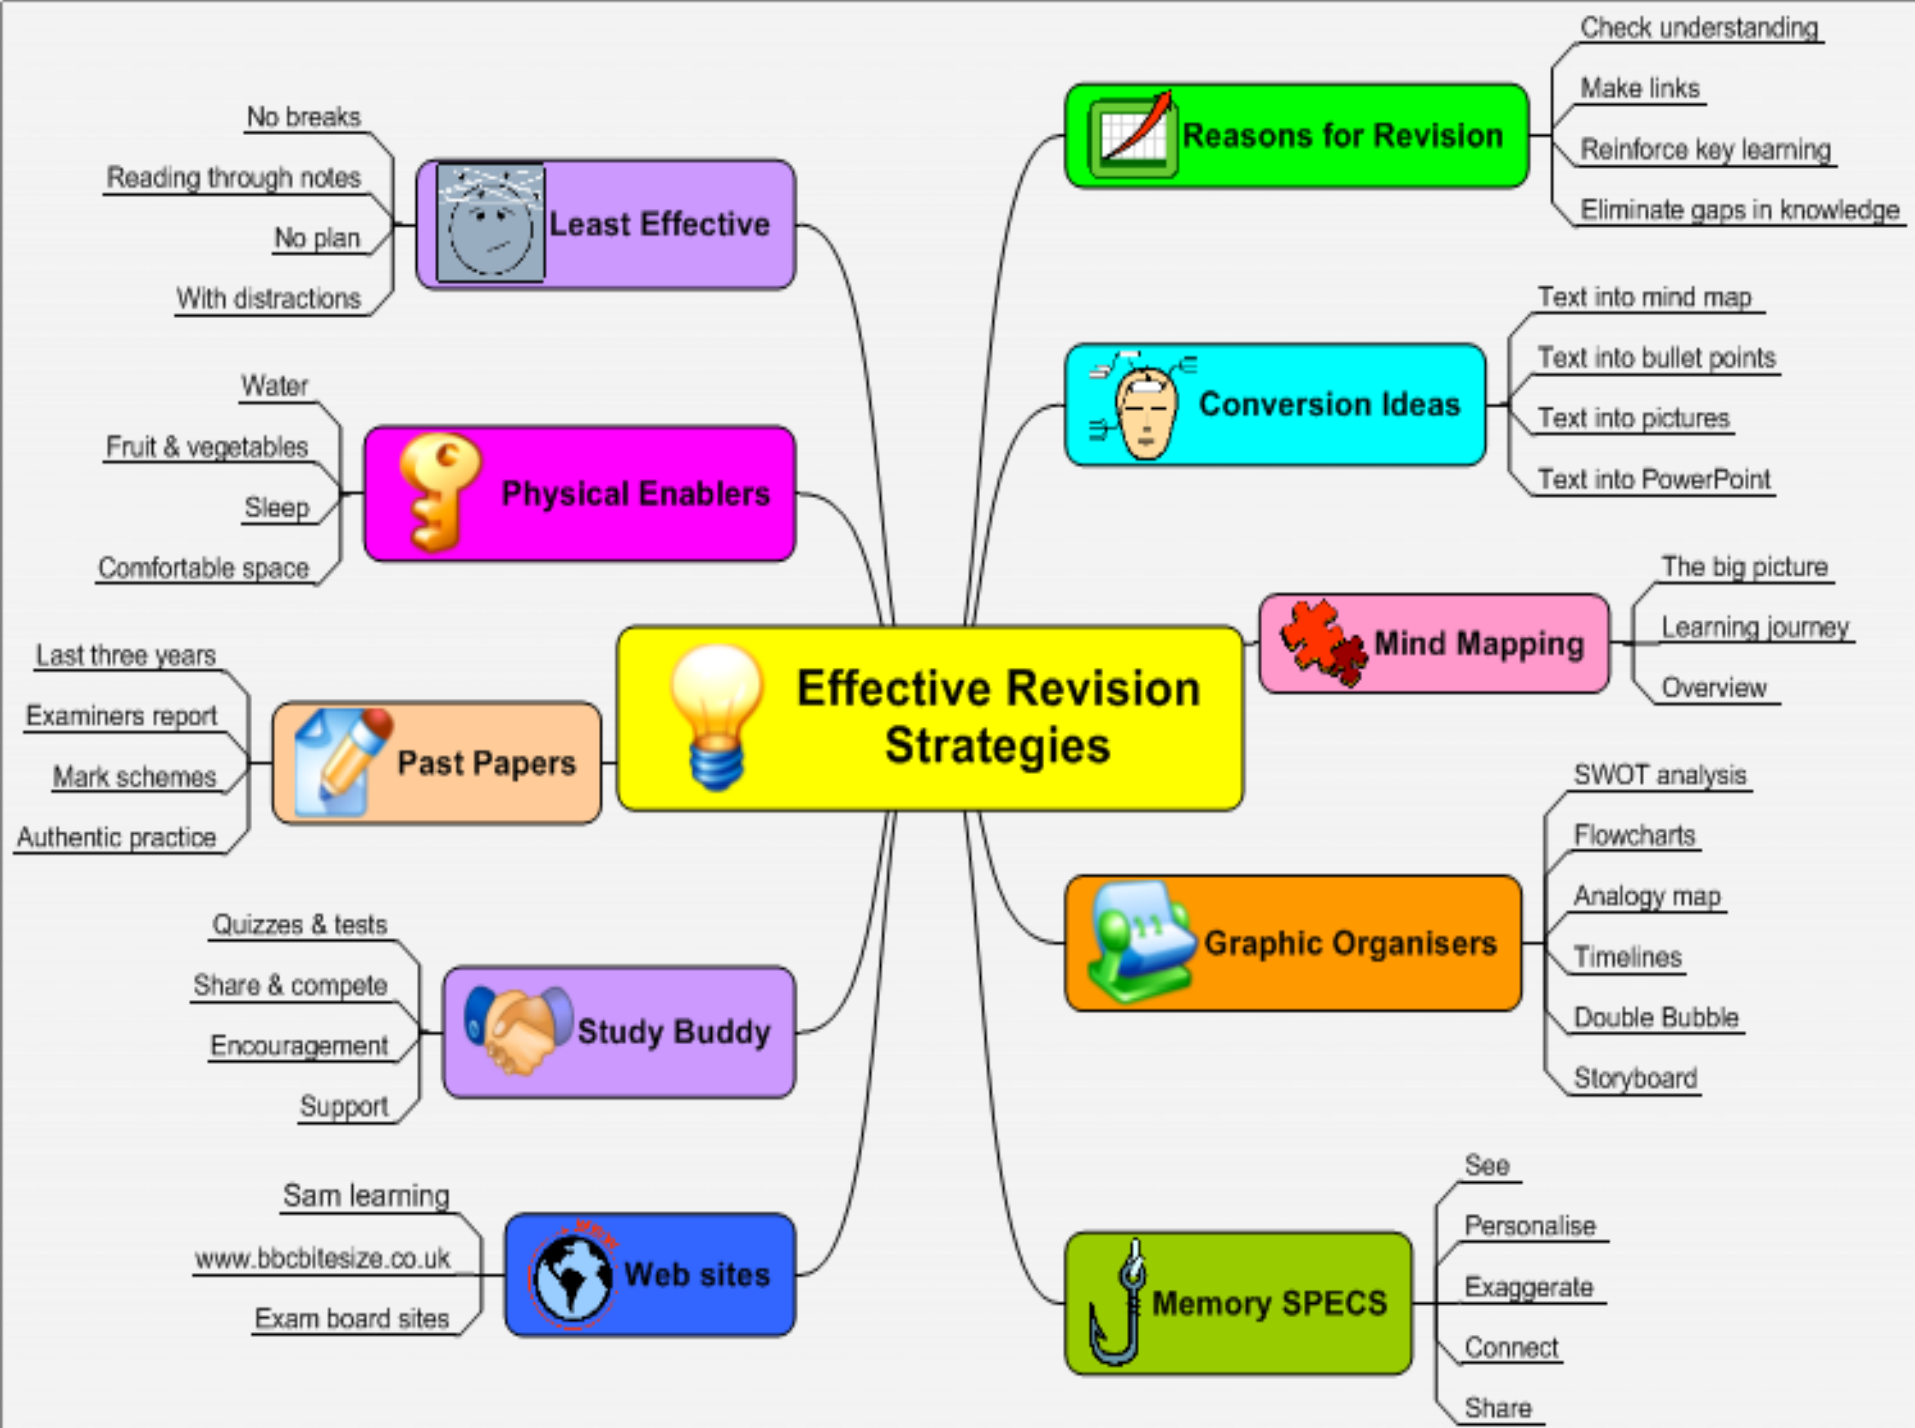 Effective Revision
Strategies
Reasons for Revision
Check understanding
Make links
Reinforce key learning
Eliminate gaps in knowledge
Conversion Ideas
Text into mind map
Text into bullet points
Text into pictures
Text into PowerPoint
Mind Mapping
The big picture
Learning journey
Overview
Graphic Organisers
SWOT analysis
Flowcharts
Analogy map
Timelines
Double Bubble
Storyboard
Memory SPECS
See
Personalise
Exaggerate
Connect
Share
Least Effective
No breaks
Reading through notes
No plan
With distractions
Physical Enablers
Water
Fruit & vegetables
Sleep
Comfortable space
Past Papers
Last three years
Examiners report
Mark schemes
Authentic practice
Study Buddy
Quizzes & tests
Share & compete
Encouragement
Support
www
Web sites
Sam learning
www.bbcbitesize.co.uk
Exam board sites